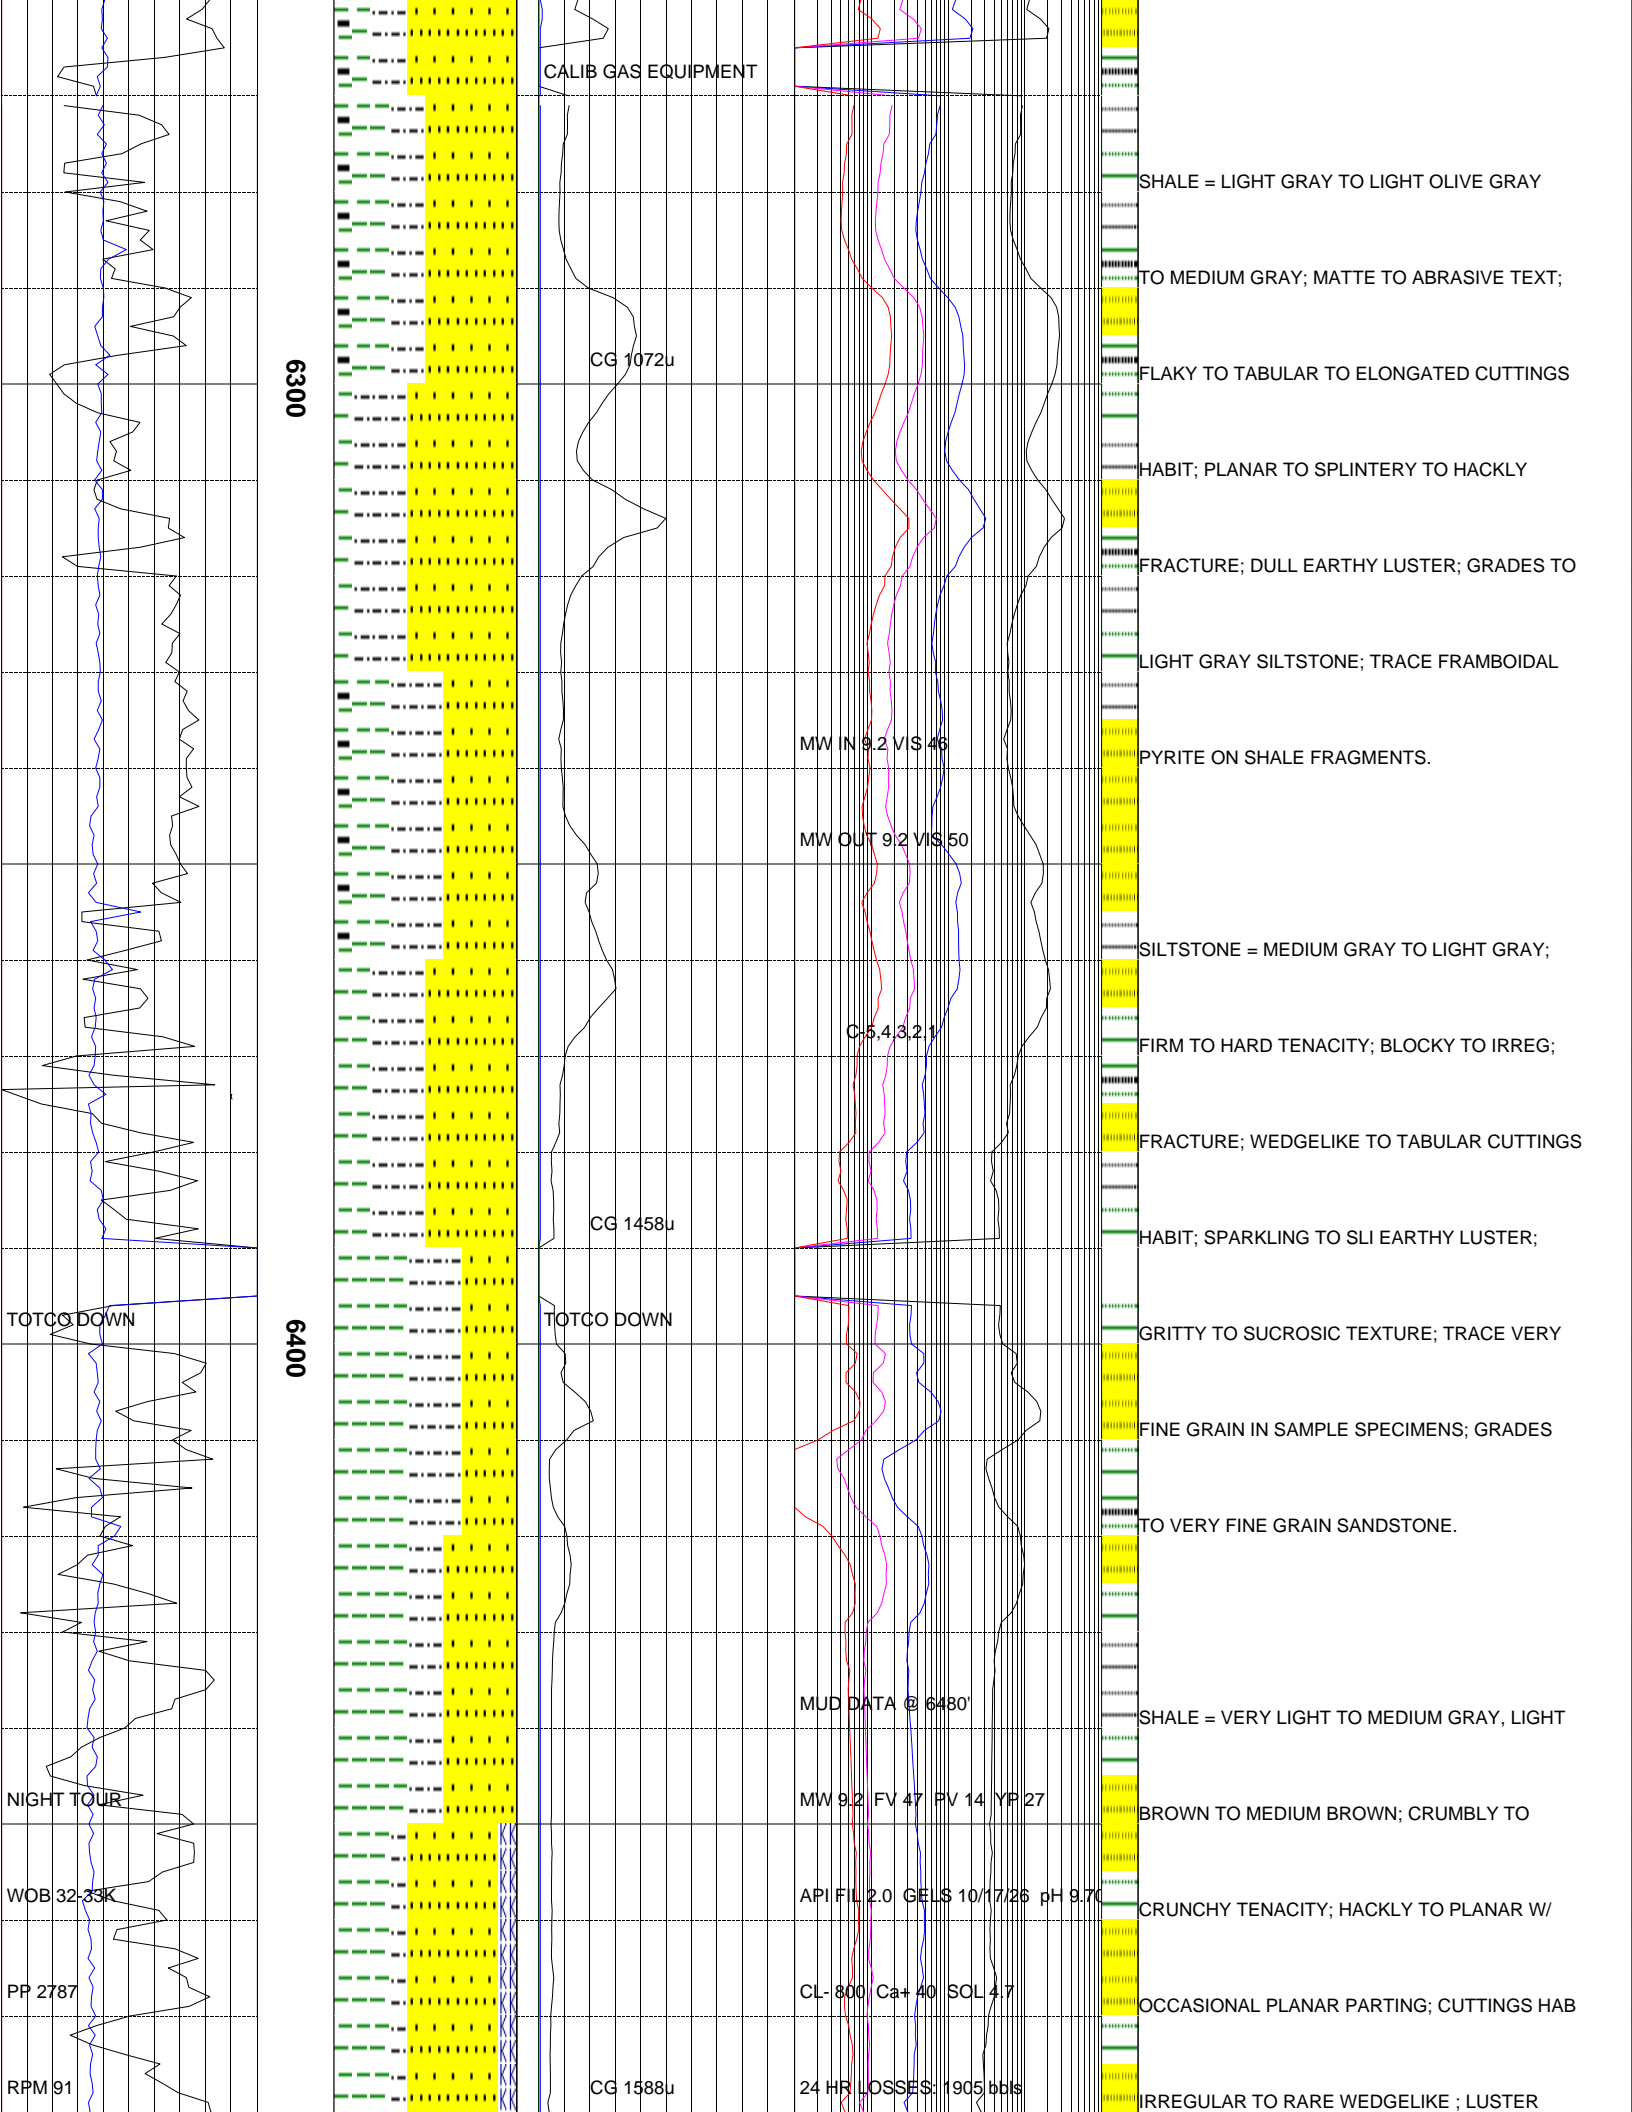 CALIB GAS EQUIPMENT
SHALE = LIGHT GRAY TO LIGHT OLIVE GRAY
TO MEDIUM GRAY; MATTE TO ABRASIVE TEXT;
CG 1072u
6300
FLAKY TO TABULAR TO ELONGATED CUTTINGS
HABIT; PLANAR TO SPLINTERY TO HACKLY
FRACTURE; DULL EARTHY LUSTER; GRADES TO
LIGHT GRAY SILTSTONE; TRACE FRAMBOIDAL
MW IN 9.2 VIS 46
PYRITE ON SHALE FRAGMENTS.
MW OUT 9.2 VIS 50
SILTSTONE = MEDIUM GRAY TO LIGHT GRAY;
C-5,4,3,2,1
FIRM TO HARD TENACITY; BLOCKY TO IRREG;
FRACTURE; WEDGELIKE TO TABULAR CUTTINGS
CG 1458u
HABIT; SPARKLING TO SLI EARTHY LUSTER;
TOTCO DOWN
TOTCO DOWN
6400
GRITTY TO SUCROSIC TEXTURE; TRACE VERY
FINE GRAIN IN SAMPLE SPECIMENS; GRADES
TO VERY FINE GRAIN SANDSTONE.
MUD DATA @ 6480'
SHALE = VERY LIGHT TO MEDIUM GRAY, LIGHT
NIGHT TOUR
MW 9.2 FV 47 PV 14 YP 27
BROWN TO MEDIUM BROWN; CRUMBLY TO
WOB 32-33K
API FIL 2.0 GELS 10/17/26 pH 9.70
CRUNCHY TENACITY; HACKLY TO PLANAR W/
PP 2787
CL- 800 Ca+ 40 SOL 4.7
OCCASIONAL PLANAR PARTING; CUTTINGS HAB
RPM 91
CG 1588u
24 HR LOSSES: 1905 bbls
IRREGULAR TO RARE WEDGELIKE ; LUSTER